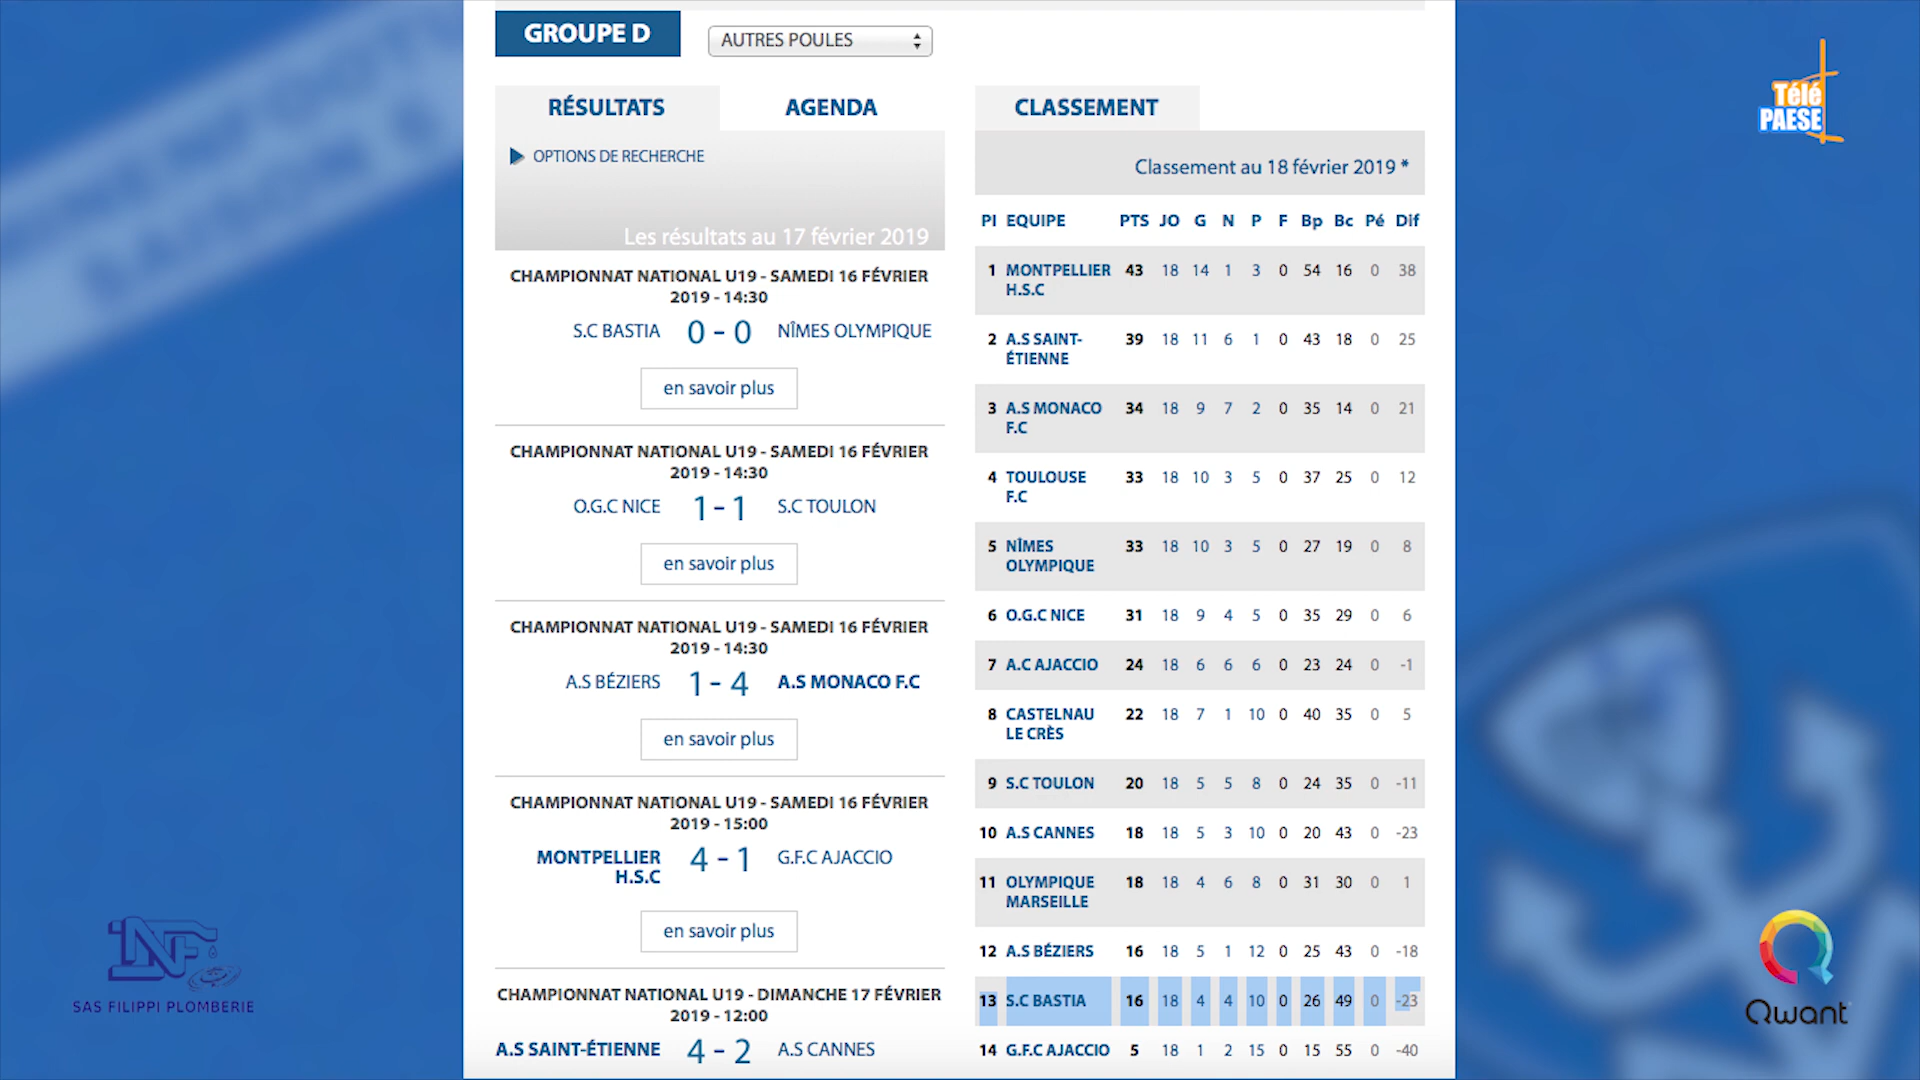 GROUPE D
AUTRES POULES
RÉSULTATS
AGENDA
OPTIONS DE RECHERCHE
Les résultats au 17 février 2019
CHAMPIONNAT NATIONAL U19 - SAMEDI 16 FÉVRIER
2019 - 14:30
S.C BASTIA 0 - 0 NÎMES OLYMPIQUE
en savoir plus
CHAMPIONNAT NATIONAL U19 - SAMEDI 16 FÉVRIER
2019 - 14:30
O.G.C NICE 1 - 1 S.C TOULON
en savoir plus
CHAMPIONNAT NATIONAL U19 - SAMEDI 16 FÉVRIER
2019 - 14:30
A.S BÉZIERS 1 - 4 A.S MONACO F.C
en savoir plus
CHAMPIONNAT NATIONAL U19 - SAMEDI 16 FÉVRIER
2019 - 15:00
MONTPELLIER 4 - 1 G.F.C AJACCIO
H.S.C
en savoir plus
CHAMPIONNAT NATIONAL U19 - DIMANCHE 17 FÉVRIER
2019 - 12:00
A.S SAINT-ÉTIENNE 4 - 2 A.S CANNES
CLASSEMENT
Classement au 18 février 2019 *
Pl EQUIPE PTS JO G N P F Bp Bc Pé Dif
1 MONTPELLIER 43 18 14 1 3 0 54 16 0 38
H.S.C
2 A.S SAINT- 39 18 11 6 1 0 43 18 0 25
ÉTIENNE
3 A.S MONACO 34 18 9 7 2 0 35 14 0 21
F.C
4 TOULOUSE 33 18 10 3 5 0 37 25 0 12
F.C
5 NÎMES 33 18 10 3 5 0 27 19 0 8
OLYMPIQUE
6 O.G.C NICE 31 18 9 4 5 0 35 29 0 6
7 A.C AJACCIO 24 18 6 6 6 0 23 24 0 -1
8 CASTELNAU 22 18 7 1 10 0 40 35 0 5
LE CRÈS
9 S.C TOULON 20 18 5 5 8 0 24 35 0 -11
10 A.S CANNES 18 18 5 3 10 0 20 43 0 -23
11 OLYMPIQUE 18 18 4 6 8 0 31 30 0 1
MARSEILLE
12 A.S BÉZIERS 16 18 5 1 12 0 25 43 0 -18
13 S.C BASTIA 16 18 4 4 10 0 26 49 0 -23
14 G.F.C AJACCIO 5 18 1 2 15 0 15 55 0 -40
Télé
PAESE
NF
SAS FILIPPI PLOMBERIE
Qwant